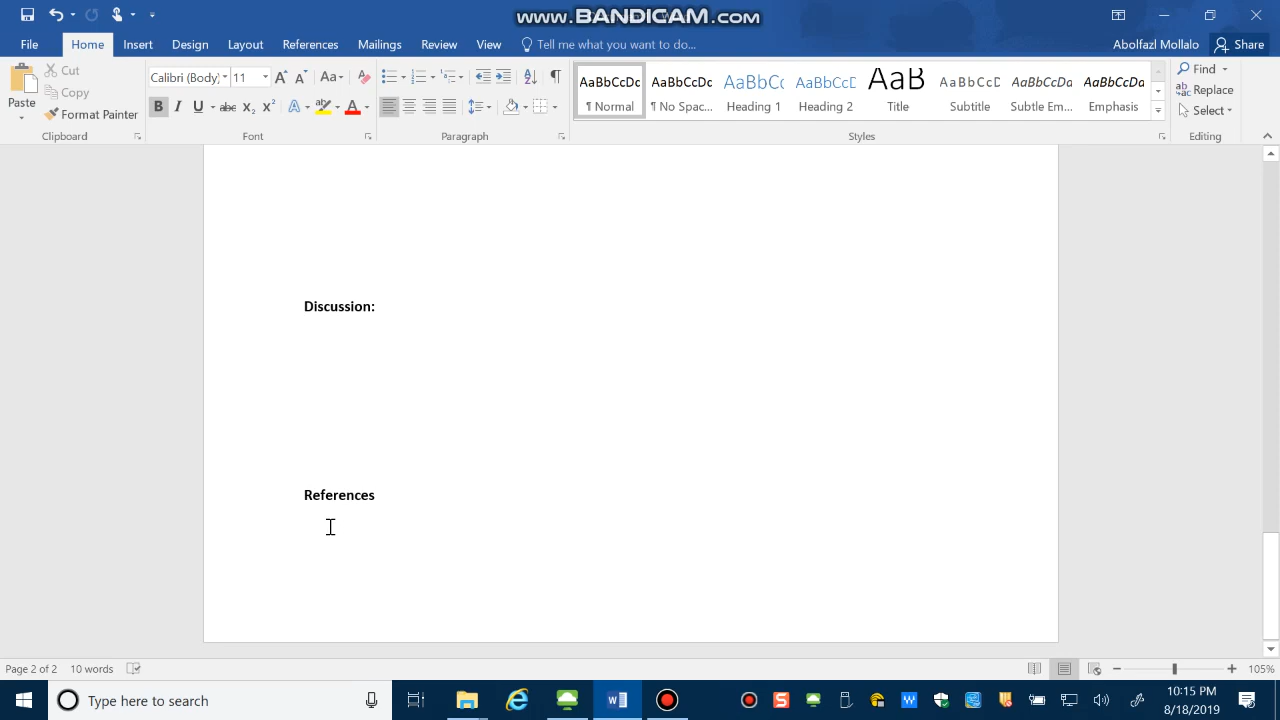 www.BANDICAM.com
Abolfazl Mollalo
Share
File
Home
Insert
Design
Layout
References
Mailings
Review
View
Tell me what you want to do...
Paste
Cut
Copy
Format Painter
Clipboard
Calibri (Body)
11
Font
Paragraph
AaBbCcDc
¶ Normal
AaBbCcDc
¶ No Spac...
AaBbCc
Heading 1
AaBbCcD
Heading 2
AaB
Title
AaBbCcD
Subtitle
AaBbCcDa
Subtle Em...
AaBbCcDa
Emphasis
Styles
Find
Replace
Select
Editing
Discussion:
References
Page 2 of 2
10 words
105%
Type here to search
10:15 PM
8/18/2019